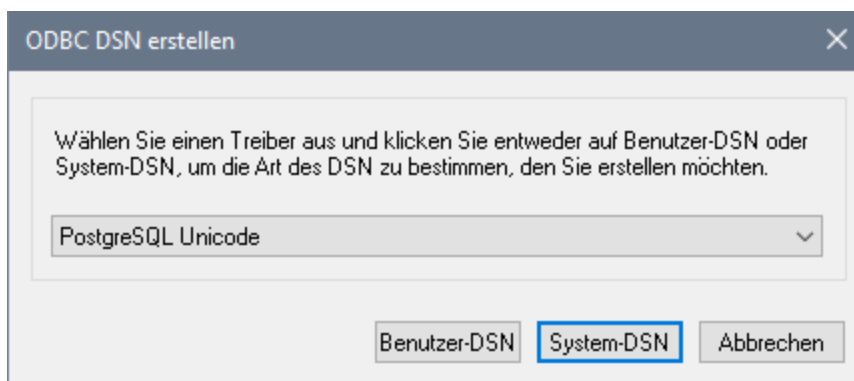 ODBC DSN erstellen
Wählen Sie einen Treiber aus und klicken Sie entweder auf Benutzer-DSN oder
System-DSN, um die Art des DSN zu bestimmen, den Sie erstellen möchten.
PostgreSQL Unicode
Benutzer-DSN System-DSN Abbrechen